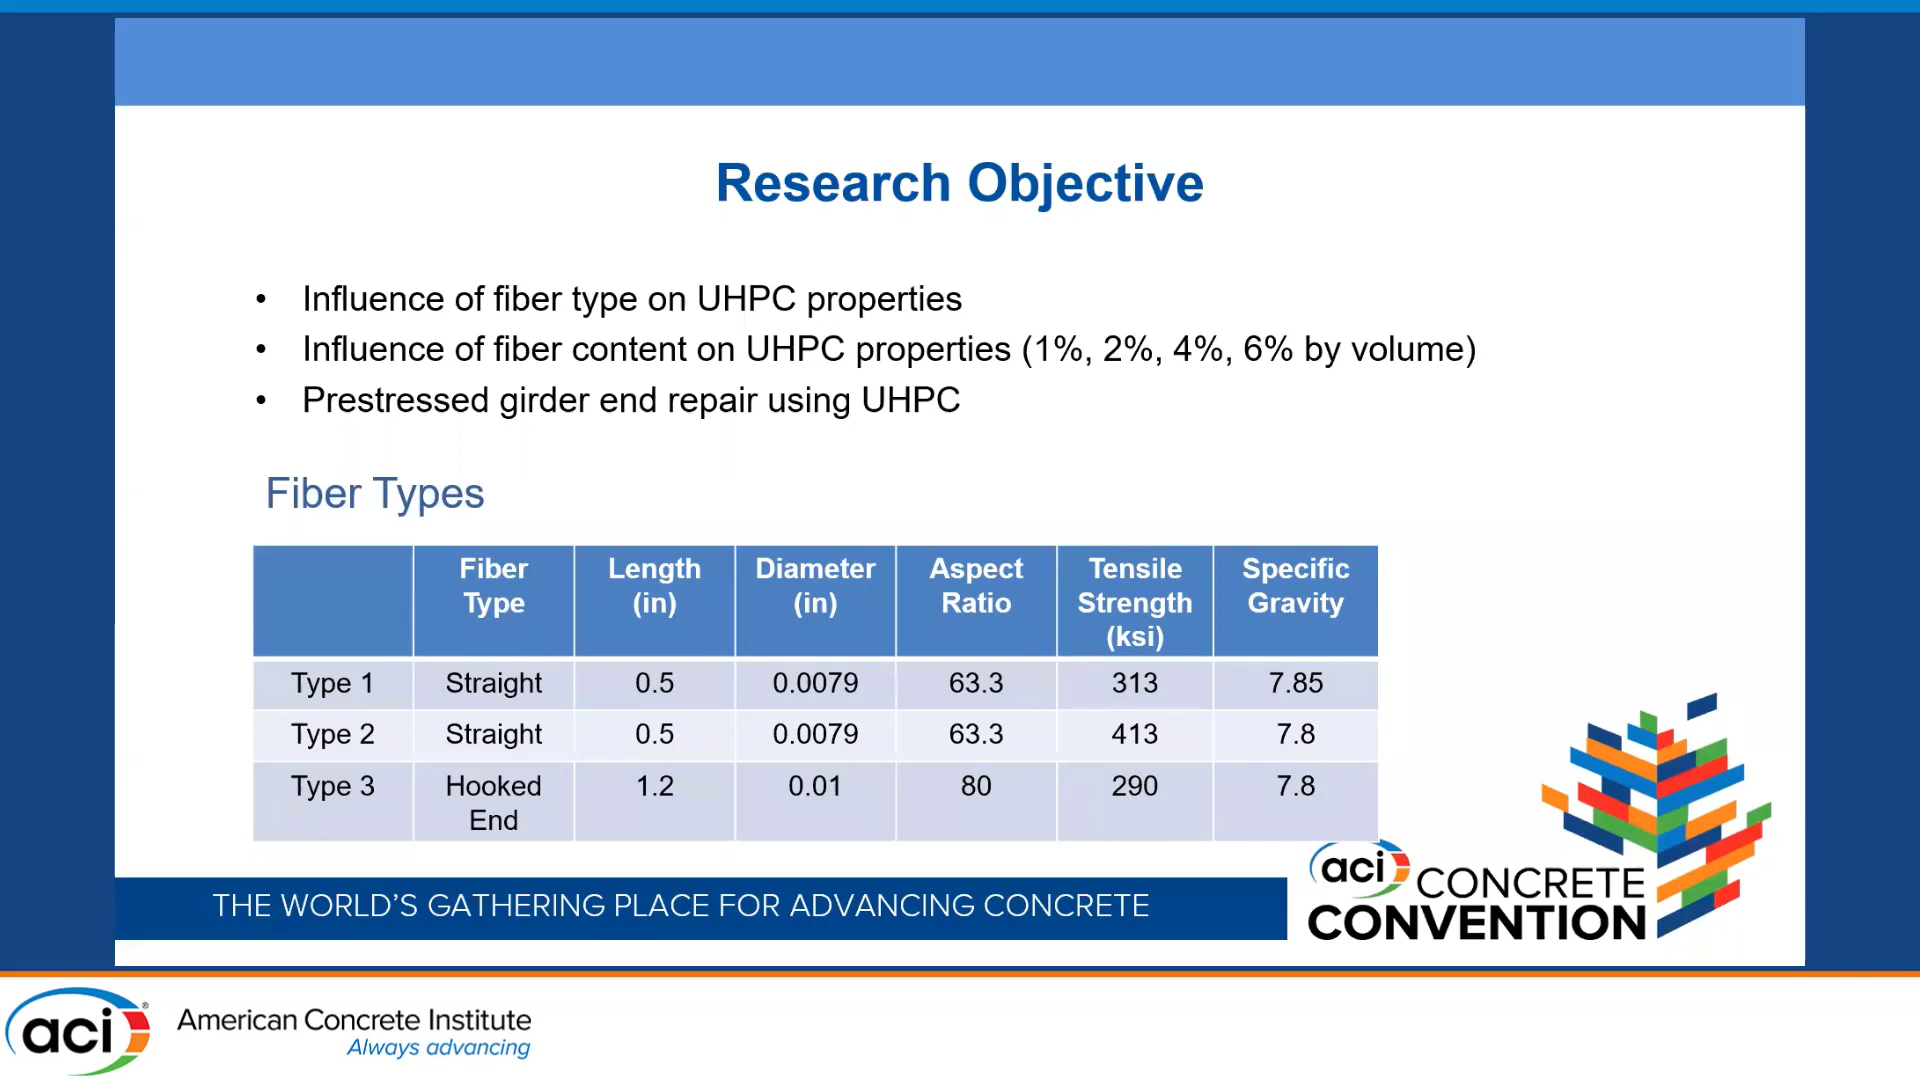 Research Objective
• Influence of fiber type on UHPC properties
• Influence of fiber content on UHPC properties (1%, 2%, 4%, 6% by volume)
• Prestressed girder end repair using UHPC
Fiber Types
Fiber Type Length (in) Diameter (in) Aspect Ratio Tensile Strength (ksi) Specific Gravity
Type 1 Straight 0.5 0.0079 63.3 313 7.85
Type 2 Straight 0.5 0.0079 63.3 413 7.8
Type 3 Hooked End 1.2 0.01 80 290 7.8
THE WORLD'S GATHERING PLACE FOR ADVANCING CONCRETE
aci CONCRETE
CONVENTION
aci® American Concrete Institute
Always advancing